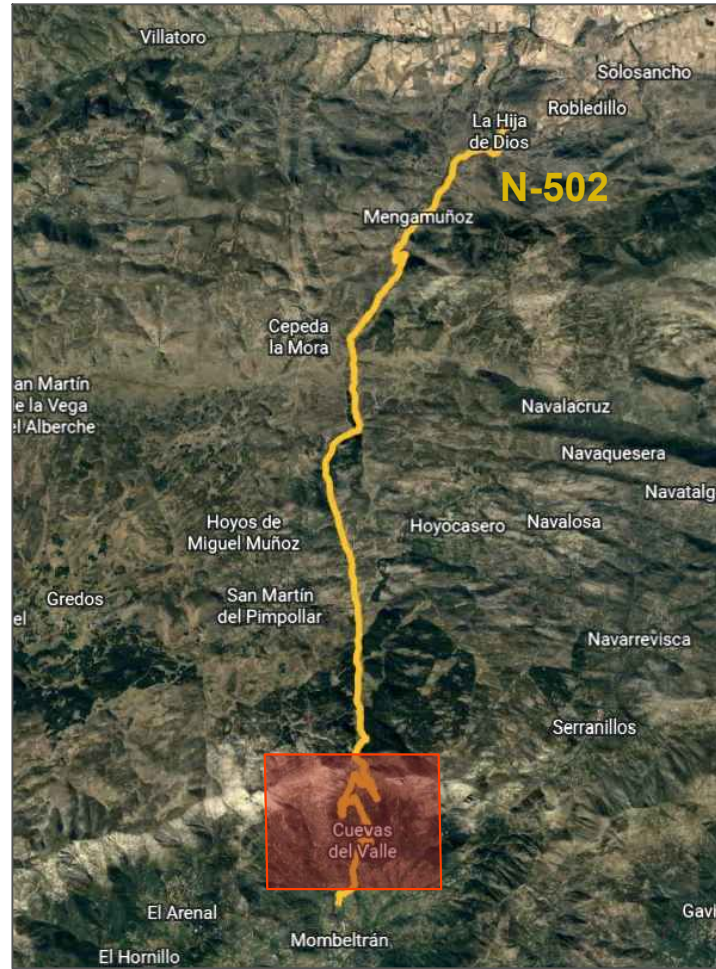 Villatoro
Solosancho
Robledillo
La Hija
de Dios
N-502
Mengamuñoz
Cepeda
la Mora
an Martín
e la Vega
el Alberche
Navalacruz
Navaquesera
Navatalg
Hoyos de
Miguel Muñoz
Hoyocasero
Navalosa
Gredos
el
San Martín
del Pimpollar
Navarrevisca
Serranillos
Cuevas
del Valle
El Arenal
Gavi
Mombeltrán
El Hornillo